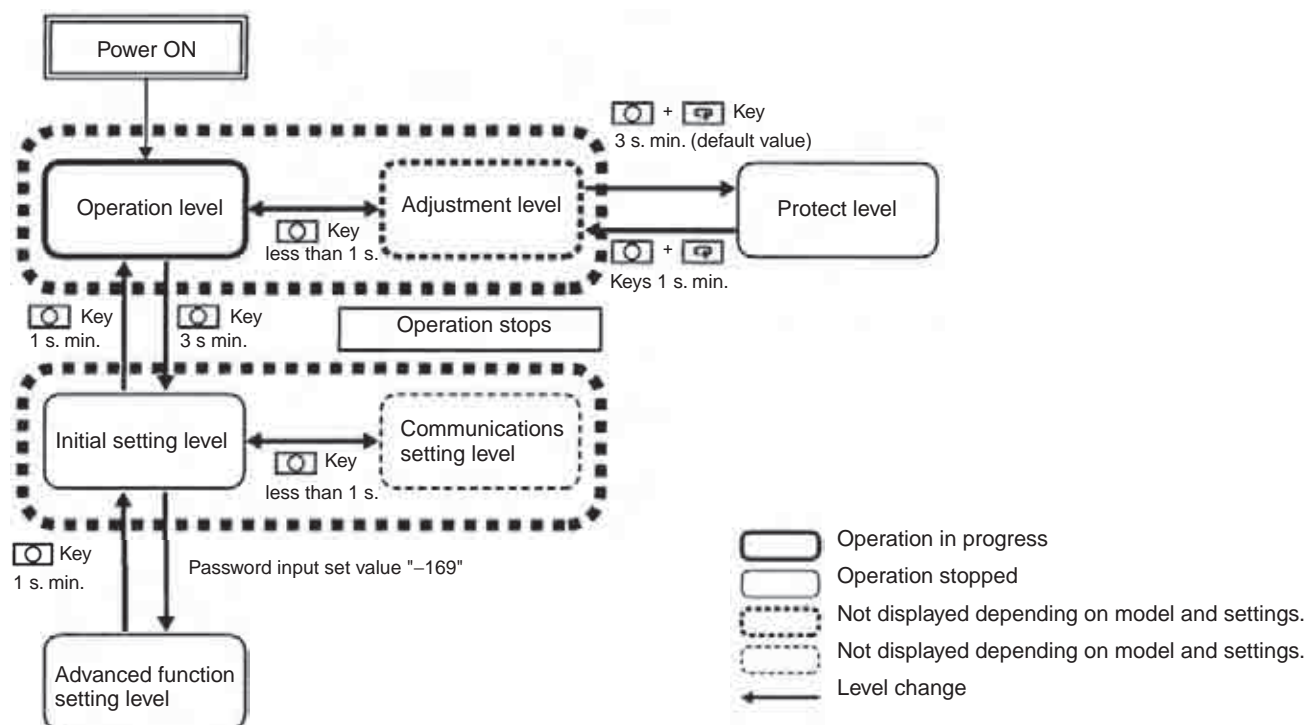 Power ON
+ Key
3 s. min. (default value)
Operation level
Adjustment level
Protect level
Key
less than 1 s.
+
Keys 1 s. min.
Key
1 s. min.
Key
3 s min.
Operation stops
Initial setting level
Communications
setting level
Key
less than 1 s.
Key
1 s. min.
Password input set value "–169"
Advanced function
setting level
Operation in progress
Operation stopped
Not displayed depending on model and settings.
Not displayed depending on model and settings.
Level change